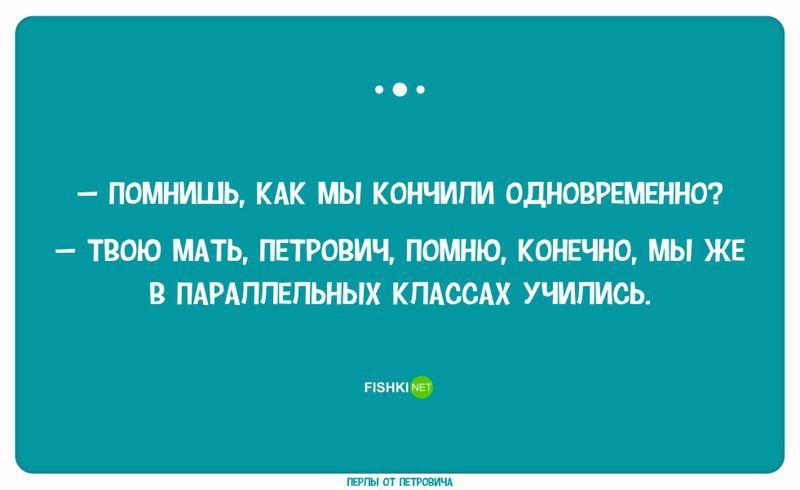 – ПОМНИШЬ, КАК МЫ КОНЧИЛИ ОДНОВРЕМЕННО?
– ТВОЮ МАТЬ, ПЕТРОВИЧ, ПОМНЮ, КОНЕЧНО, МЫ ЖЕ
В ПАРАЛЛЕЛЬНЫХ КЛАССАХ УЧИЛИСЬ.
FISHKI NET
ПЕРЛЫ ОТ ПЕТРОВИЧА